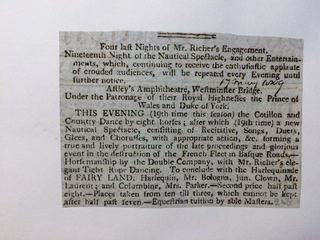 Four last Nights of Mr. Richer's Engagement.
Nineteenth Night of the Nautical Spectacle, and other Entertain-
ments, which, continuing to receive the enthusiastic applause
of crouded audiences, will be repeated every Evening until
further notice.
17 May 1809
Astley's Amphitheatre, Westminster Bridge.
Under the Patronage of their Royal Highnesses the Prince of
Wales and Duke of York.
THIS EVENING (19th time this season) the Cotillon and
Country Dance by eight Horses; after which (19th time) a new
Nautical Spectacle, consisting of Recitative, Songs, Duets,
Glees, and Chorusses, with appropriate action, &c. forming a
true and lively portraiture of the late proceedings and glorious
event in the destruction of the French Fleet in Basque Roads.—
Horsemanship by the Double Company, with Mr. Richer's ele-
gant Tight Rope Dancing. To conclude with the Harlequinade
of FAIRY LAND. Harlequin, Mr. Bologna, jun. Clown, Mr.
Laurent; and Columbine, Mrs. Parker.—Second price half past
eight.—Places taken from ten till three, which cannot be kept
after half past seven.—Equestrian tuition by able Masters.